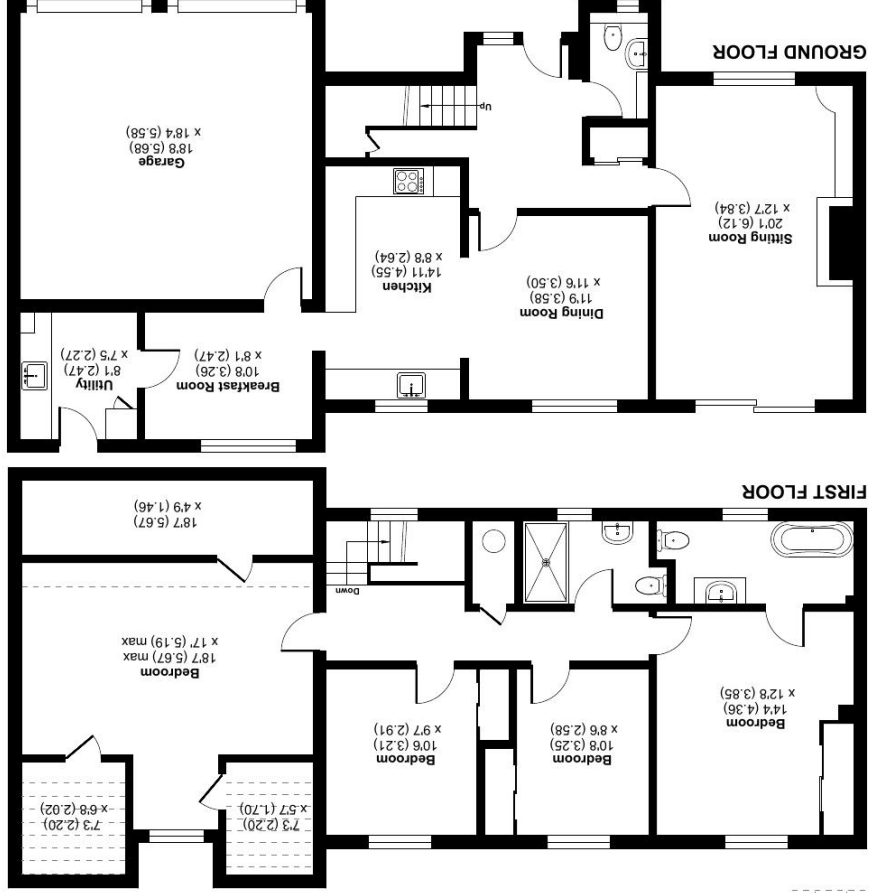 7'3 (2.20)
x 5'7 (1.70)
7'3 (2.20)
x 6'8 (2.02)
Bedroom
10'8 (3.25)
x 8'6 (2.58)
Bedroom
10'6 (3.21)
x 9'7 (2.91)
Bedroom
14'4 (4.36)
x 12'8 (3.85)
Bedroom
18'7 (5.67) max
x 17' (5.19) max
Down
18'7 (5.67)
x 4'9 (1.46)
FIRST FLOOR
Breakfast Room
10'8 (3.26)
x 8'1 (2.47)
Utility
8'1 (2.47)
x 7'5 (2.27)
Dining Room
11'9 (3.58)
x 11'6 (3.50)
Kitchen
14'11 (4.55)
x 8'8 (2.64)
Sitting Room
20'1 (6.12)
x 12'7 (3.84)
Garage
18'8 (5.68)
x 18'4 (5.58)
Up
GROUND FLOOR